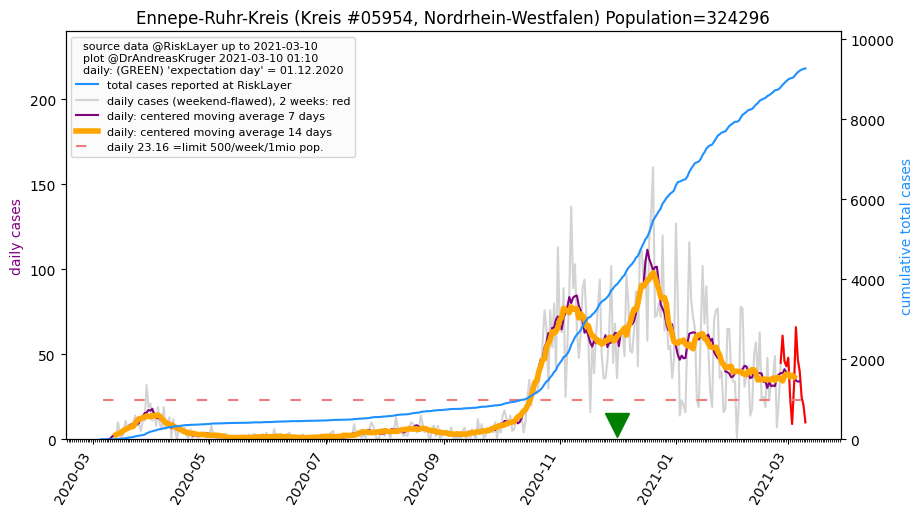 Ennepe-Ruhr-Kreis (Kreis #05954, Nordrhein-Westfalen) Population=324296
source data @RiskLayer up to 2021-03-10
plot @DrAndreasKruger 2021-03-10 01:10
daily: (GREEN) 'expectation day' = 01.12.2020
total cases reported at RiskLayer
daily cases (weekend-flawed), 2 weeks: red
daily: centered moving average 7 days
daily: centered moving average 14 days
daily 23.16 =limit 500/week/1mio pop.
daily cases
200
150
100
50
0
10000
8000
6000
4000
2000
0
cumulative total cases
2020-03
2020-05
2020-07
2020-09
2020-11
2021-01
2021-03